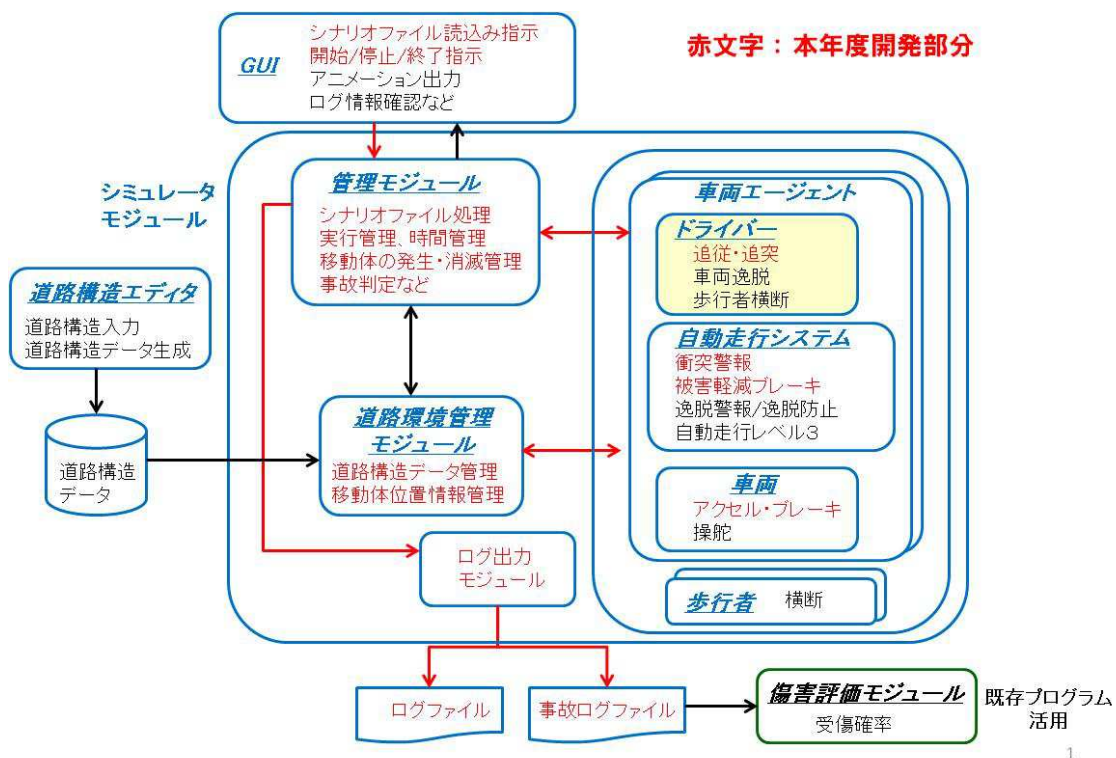 シナリオファイル読込み指示
開始/停止/終了指示
GUI
アニメーション出力
ログ情報確認など
赤文字：本年度開発部分
シミュレータ
モジュール
管理モジュール
シナリオファイル処理
実行管理、時間管理
移動体の発生・消滅管理
事故判定など
車両エージェント
ドライバー
追従・追突
車両逸脱
歩行者横断
道路構造エディタ
道路構造入力
道路構造データ生成
自動走行システム
衝突警報
被害軽減ブレーキ
逸脱警報/逸脱防止
自動走行レベル3
道路構造
データ
道路環境管理
モジュール
道路構造データ管理
移動体位置情報管理
車両
アクセル・ブレーキ
操舵
ログ出力
モジュール
歩行者 横断
ログファイル
事故ログファイル
傷害評価モジュール
受傷確率
既存プログラム
活用
1